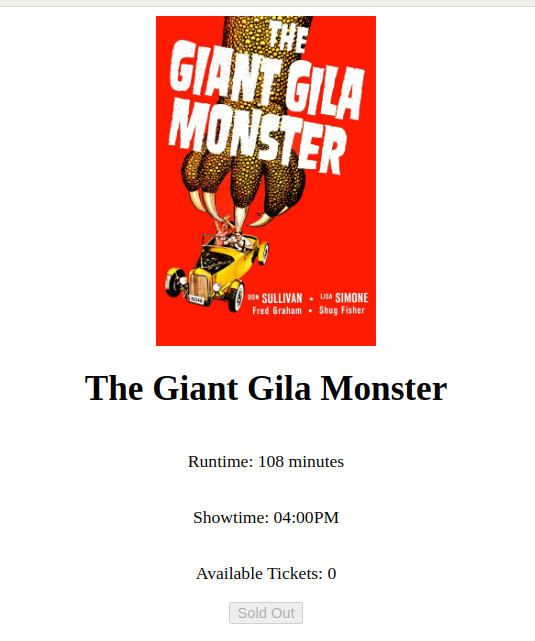 THE
GIANT GILA
MONSTER
DON SULLIVAN • LISA SIMONE
Fred Graham • Shug Fisher
The Giant Gila Monster
Runtime: 108 minutes
Showtime: 04:00PM
Available Tickets: 0
Sold Out